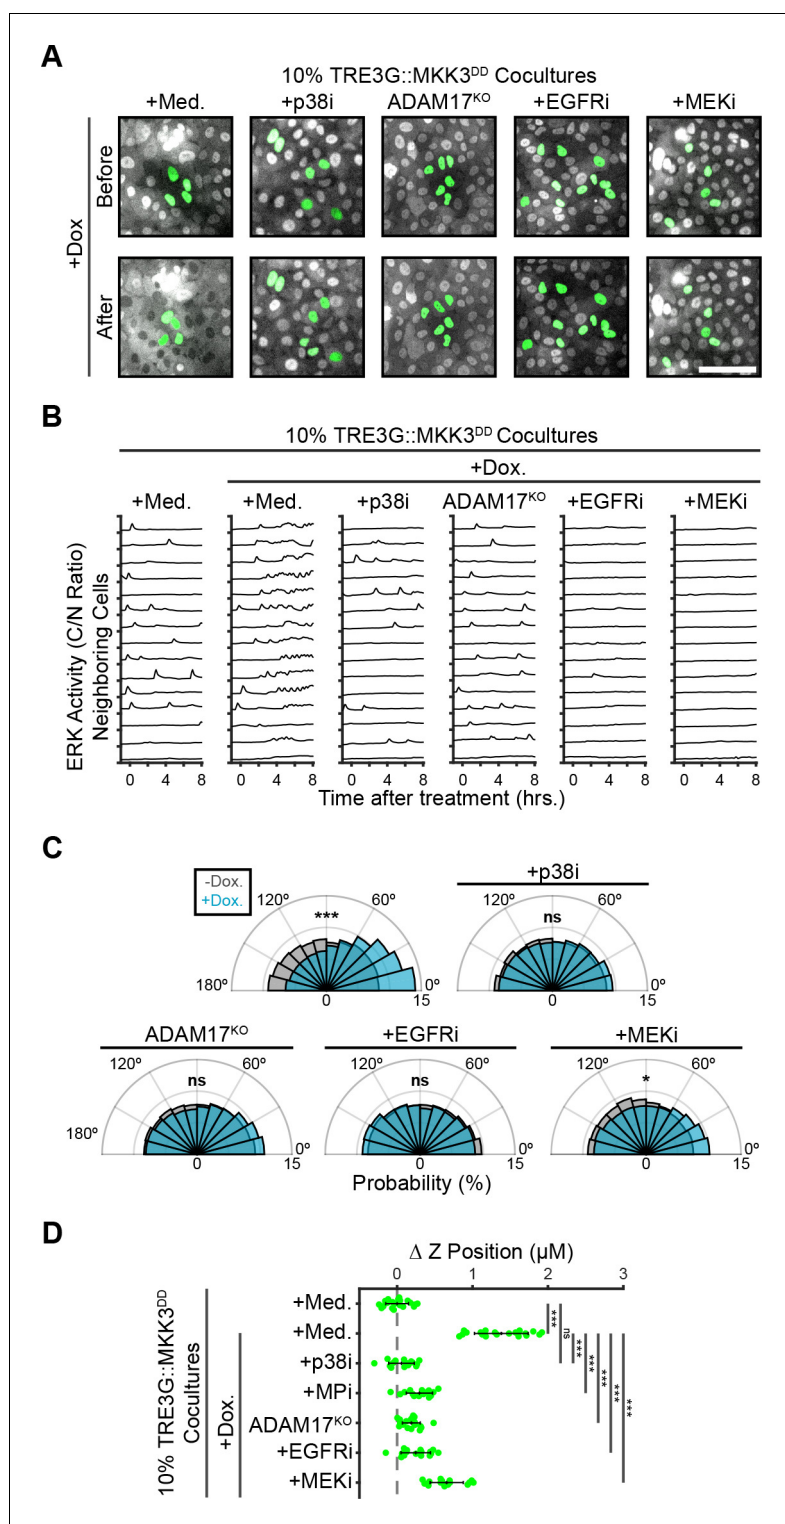 A
10% TRE3G::MKK3ᴰᴰ Cocultures
+Med. +p38i ADAM17ᴷᴼ +EGFRi +MEKi
+Dox
Before
After
B
10% TRE3G::MKK3ᴰᴰ Cocultures
+Dox.
+Med. +Med. +p38i ADAM17ᴷᴼ +EGFRi +MEKi
ERK Activity (C/N Ratio)
Neighboring Cells
0 4 8 0 4 8 0 4 8 0 4 8 0 4 8 0 4 8
Time after treatment (hrs.)
C
-Dox.
+Dox.
+p38i
120º 60º 120º 60º
*** ns
180º 0º 0º
0 15 0 15
ADAM17ᴷᴼ +EGFRi +MEKi
120º 60º 120º 60º 120º 60º
ns ns *
180º 0º 0º 0º
0 15 0 15 0 15
Probability (%)
D
Δ Z Position (µM)
0 1 2 3
10% TRE3G::MKK3ᴰᴰ
Cocultures
+Dox.
+Med.
+Med.
+p38i
+MPi
ADAM17ᴷᴼ
+EGFRi
+MEKi
***
ns
***
***
***
***
***